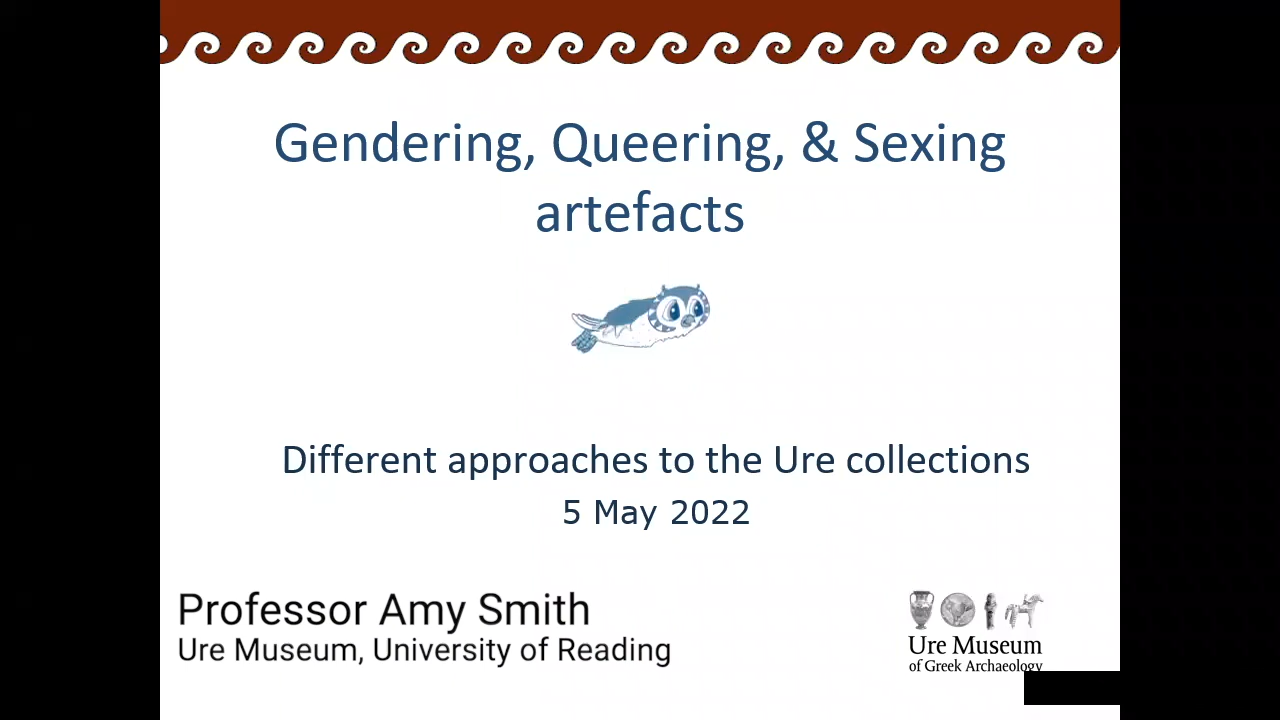 Gendering, Queering, & Sexing
artefacts
Different approaches to the Ure collections
5 May 2022
Professor Amy Smith
Ure Museum, University of Reading
Ure Museum
of Greek Archaeology